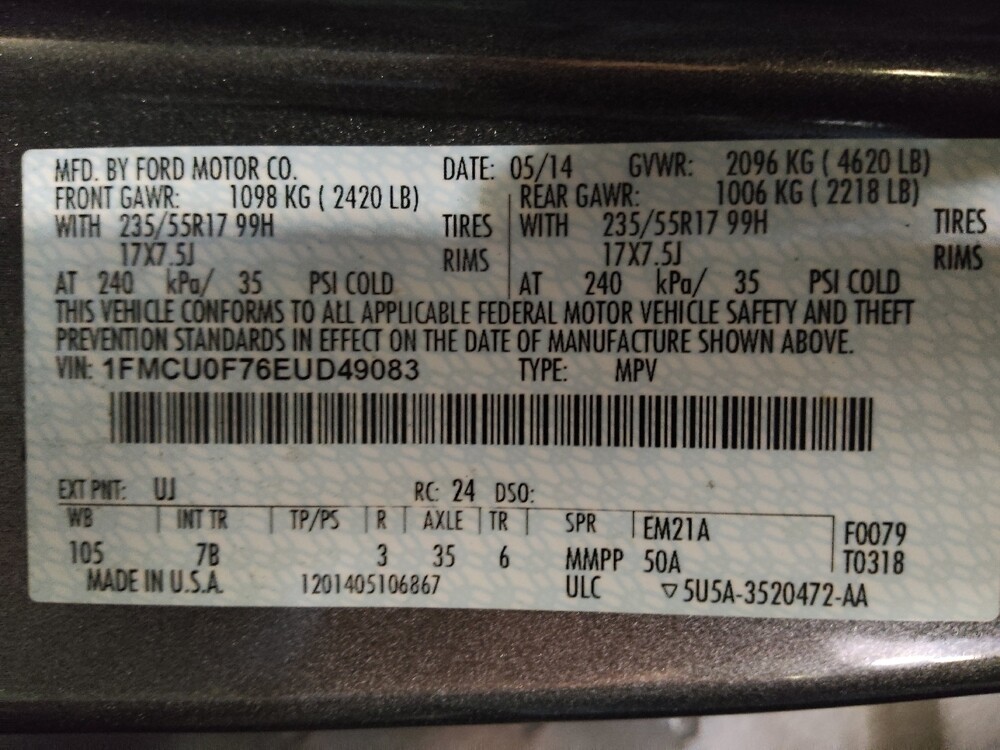 MFD. BY FORD MOTOR CO. DATE: 05/14 GVWR: 2096 KG ( 4620 LB)
FRONT GAWR: 1098 KG ( 2420 LB) REAR GAWR: 1006 KG ( 2218 LB)
WITH 235/55R17 99H TIRES WITH 235/55R17 99H TIRES
17X7.5J RIMS 17X7.5J RIMS
AT 240 kPa/ 35 PSI COLD AT 240 kPa/ 35 PSI COLD
THIS VEHICLE CONFORMS TO ALL APPLICABLE FEDERAL MOTOR VEHICLE SAFETY AND THEFT
PREVENTION STANDARDS IN EFFECT ON THE DATE OF MANUFACTURE SHOWN ABOVE.
VIN: 1FMCU0F76EUD49083 TYPE: MPV
EXT PNT: UJ RC: 24 DSO:
WB INT TR TP/PS R AXLE TR SPR EM21A F0079
105 7B 3 35 6 MMPP 50A T0318
MADE IN U.S.A. 1201405106867 ULC ▽5U5A-3520472-AA